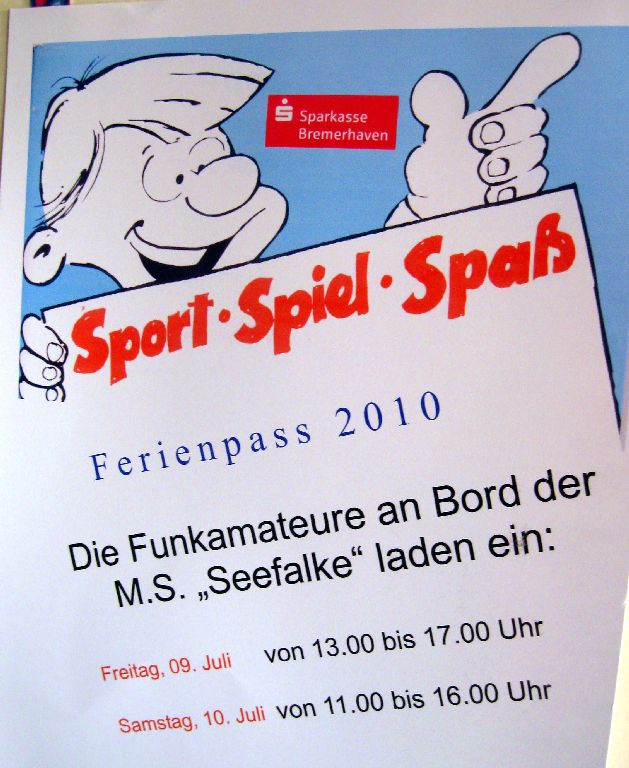 Sparkasse
Bremerhaven
Sport · Spiel · Spaß
Ferienpass 2010
Die Funkamateure an Bord der
M.S. „Seefalke“ laden ein:
Freitag, 09. Juli von 13.00 bis 17.00 Uhr
Samstag, 10. Juli von 11.00 bis 16.00 Uhr